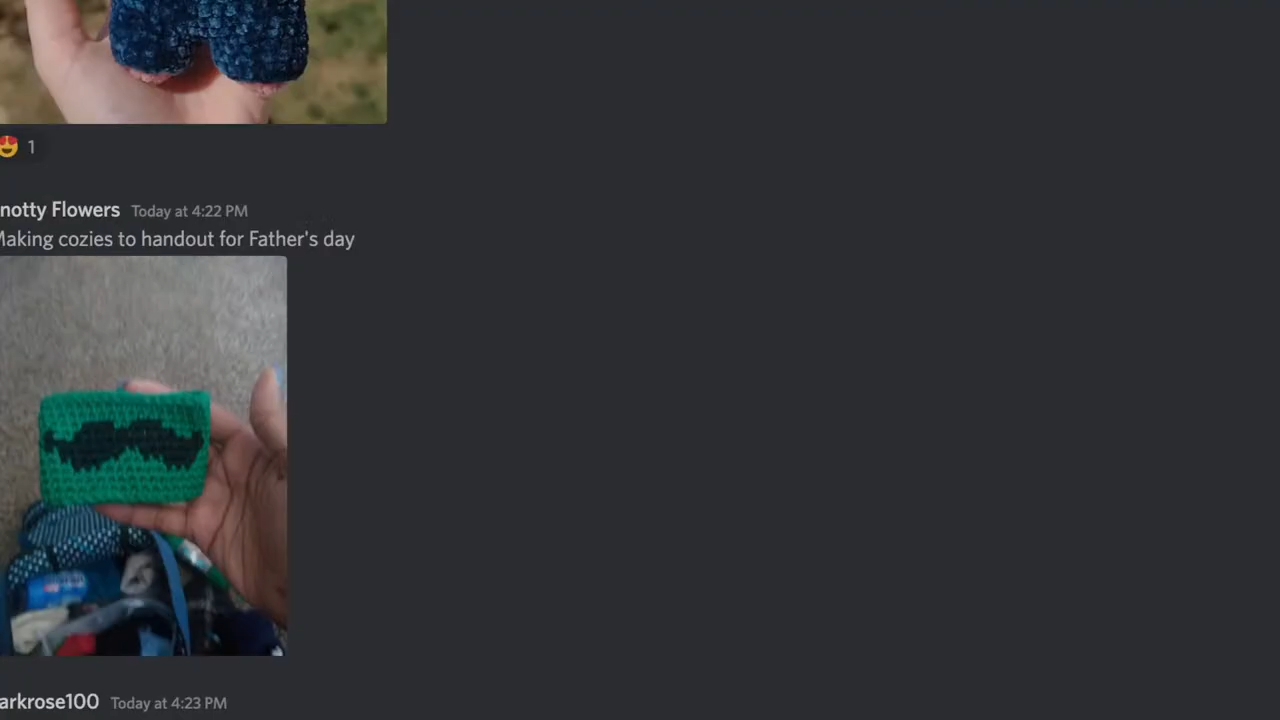 1
notty Flowers Today at 4:22 PM
Making cozies to handout for Father's day
arkrose100 Today at 4:23 PM